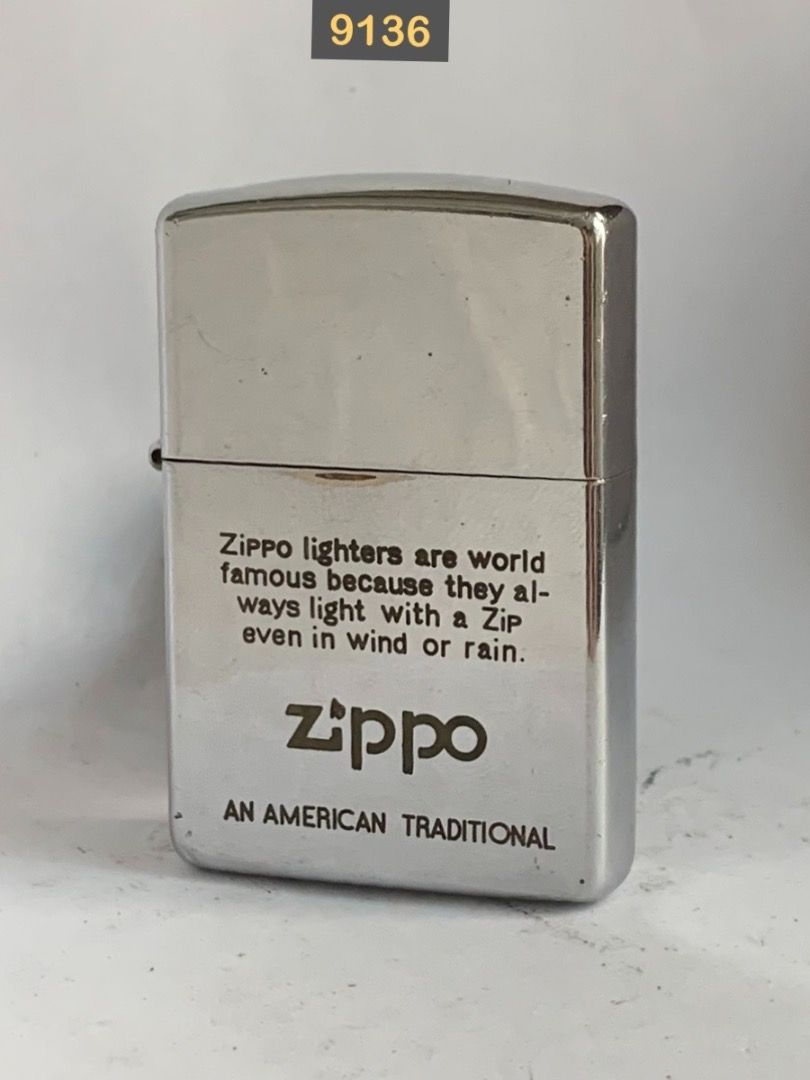 9136
Zippo lighters are world
famous because they al-
ways light with a Zip
even in wind or rain.
Zippo
AN AMERICAN TRADITIONAL